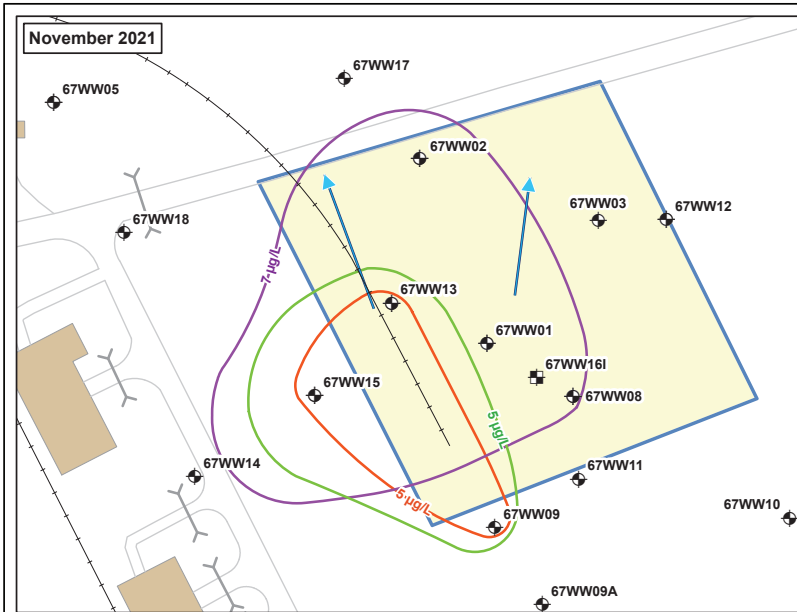 November 2021
67WW17
67WW05
67WW02
67WW03
67WW12
67WW18
7 µg/L
67WW13
67WW01
67WW16I
67WW15
67WW08
5 µg/L
67WW14
67WW11
5 µg/L
67WW09
67WW10
67WW09A